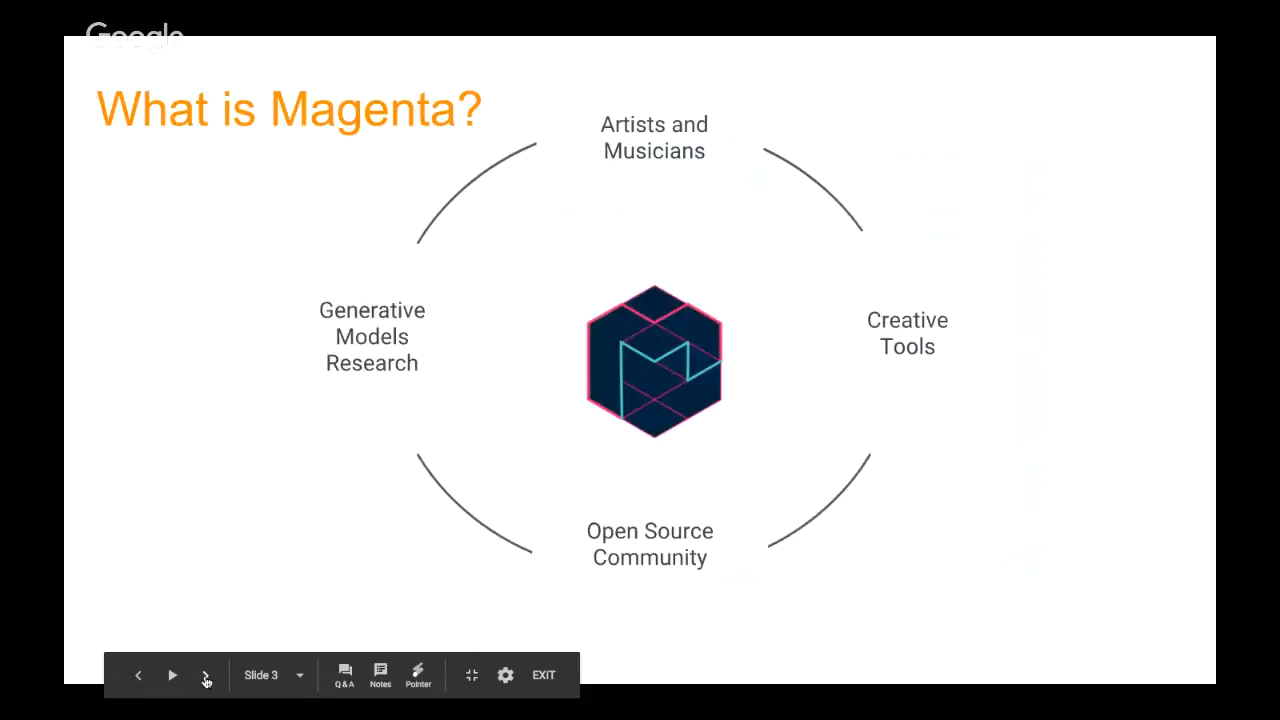 Google
What is Magenta?
Artists and
Musicians
Generative
Models
Research
Creative
Tools
Open Source
Community
Slide 3
Q&A
Notes
Pointer
EXIT